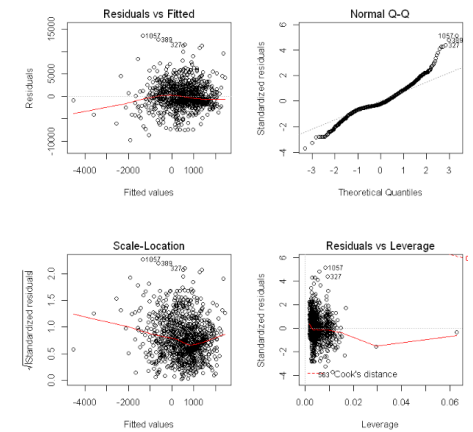 Residuals vs Fitted
Residuals
15000
5000
0
-10000
1057
389
327
-4000 -2000 0 1000
Fitted values
Normal Q-Q
Standardized residuals
6
4
2
0
-2
-4
1057
389
327
-3 -2 -1 0 1 2 3
Theoretical Quantiles
Scale-Location
√|Standardized residuals|
2.0
1.5
1.0
0.5
0.0
1057
389
327
-4000 -2000 0 1000
Fitted values
Residuals vs Leverage
Standardized residuals
6
4
2
0
-2
-4
1057
327
Cook's distance
0.00 0.02 0.04 0.06
Leverage